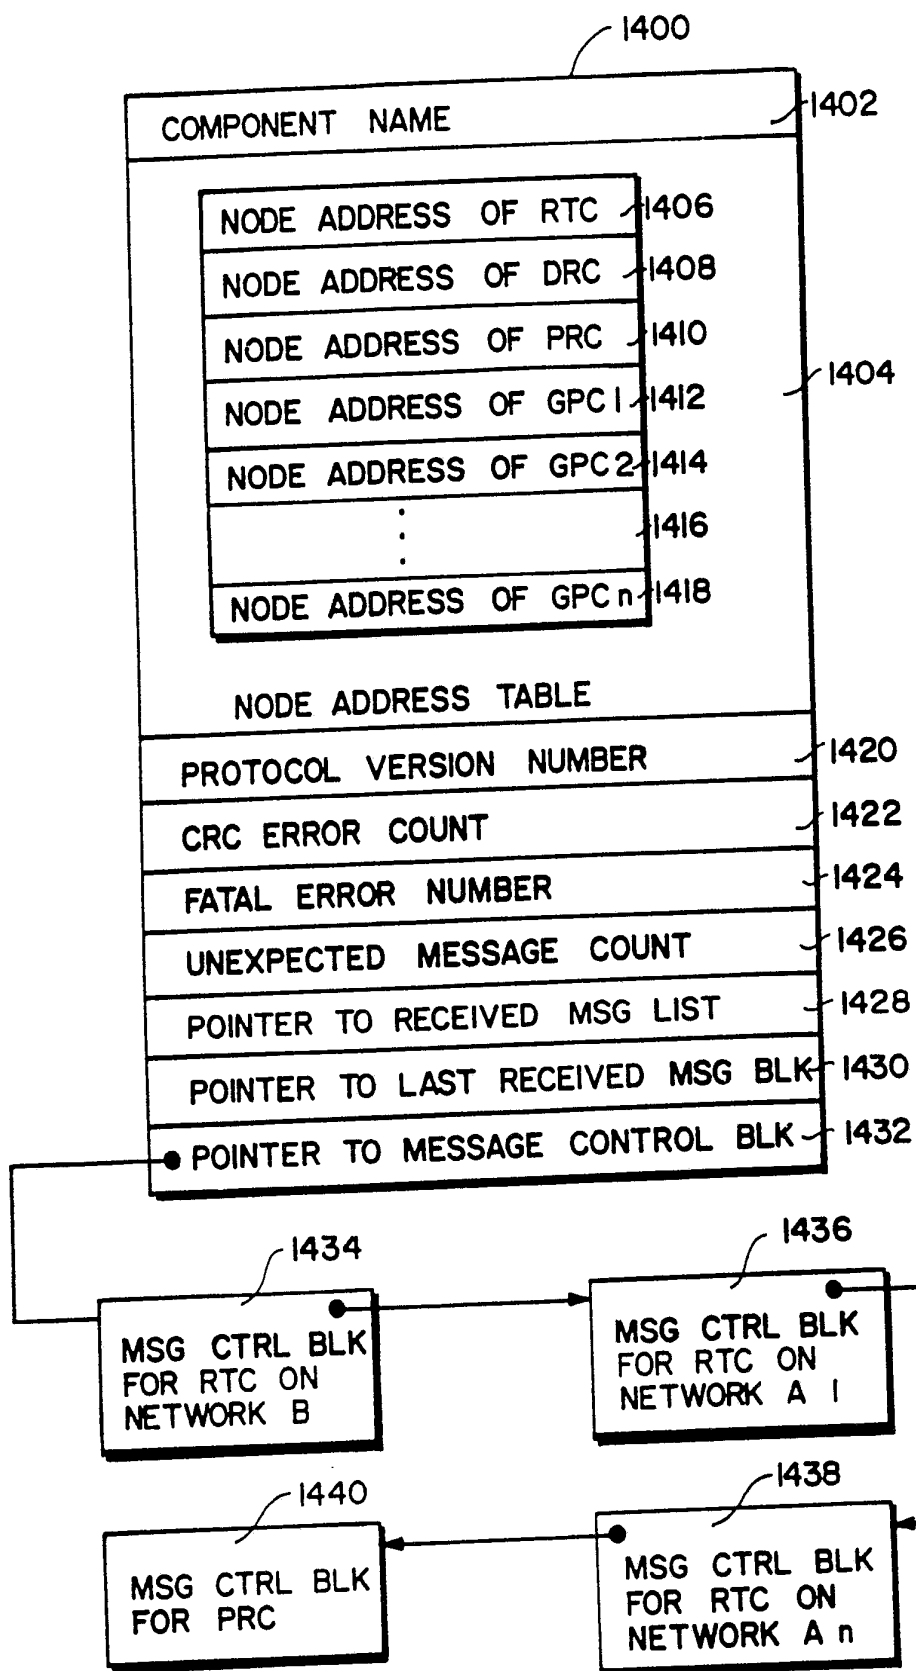 1400
COMPONENT NAME 1402
NODE ADDRESS OF RTC 1406
NODE ADDRESS OF DRC 1408
NODE ADDRESS OF PRC 1410
1404
NODE ADDRESS OF GPC1 1412
NODE ADDRESS OF GPC2 1414
1416
NODE ADDRESS OF GPCn 1418
NODE ADDRESS TABLE
PROTOCOL VERSION NUMBER 1420
CRC ERROR COUNT 1422
FATAL ERROR NUMBER 1424
UNEXPECTED MESSAGE COUNT 1426
POINTER TO RECEIVED MSG LIST 1428
POINTER TO LAST RECEIVED MSG BLK 1430
POINTER TO MESSAGE CONTROL BLK 1432
1434
MSG CTRL BLK
FOR RTC ON
NETWORK B
1436
MSG CTRL BLK
FOR RTC ON
NETWORK A 1
1440
MSG CTRL BLK
FOR PRC
1438
MSG CTRL BLK
FOR RTC ON
NETWORK A n